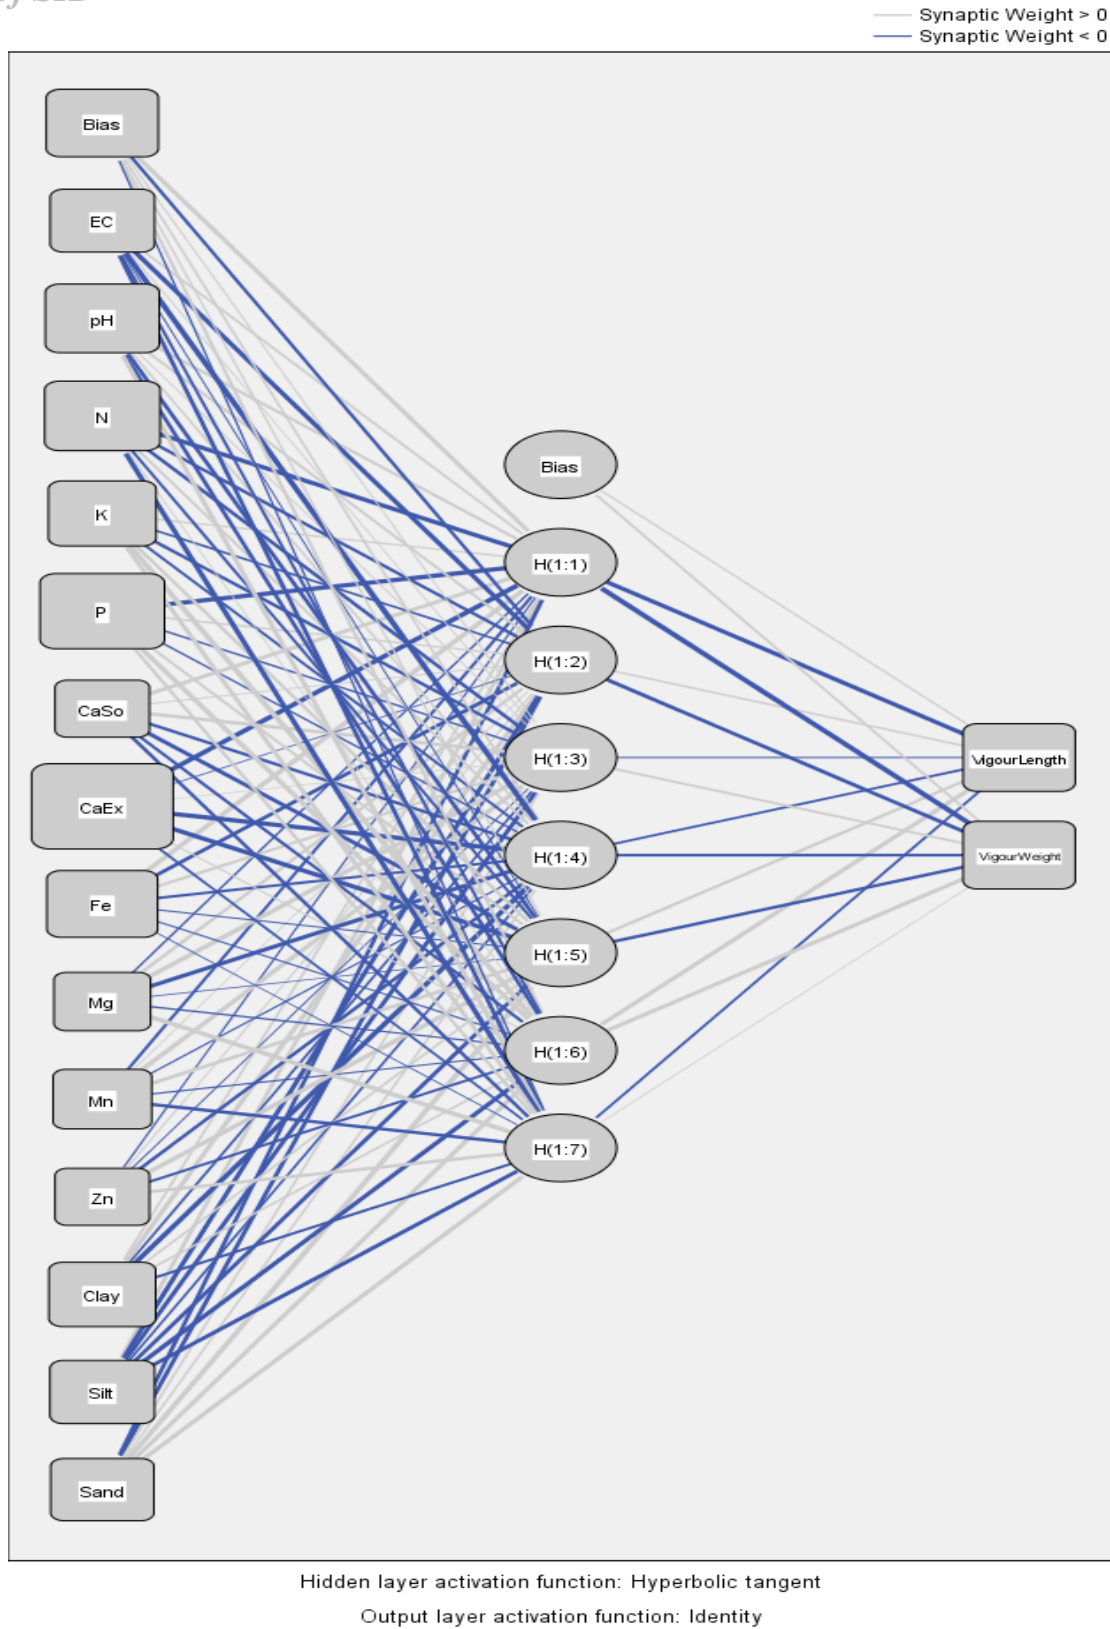 Synaptic Weight > 0
Synaptic Weight < 0
Bias
EC
pH
N
K
P
CaSo
CaEx
Fe
Mg
Mn
Zn
Clay
Silt
Sand
Bias
H(1:1)
H(1:2)
H(1:3)
H(1:4)
H(1:5)
H(1:6)
H(1:7)
VigourLength
VigourWeight
Hidden layer activation function: Hyperbolic tangent
Output layer activation function: Identity